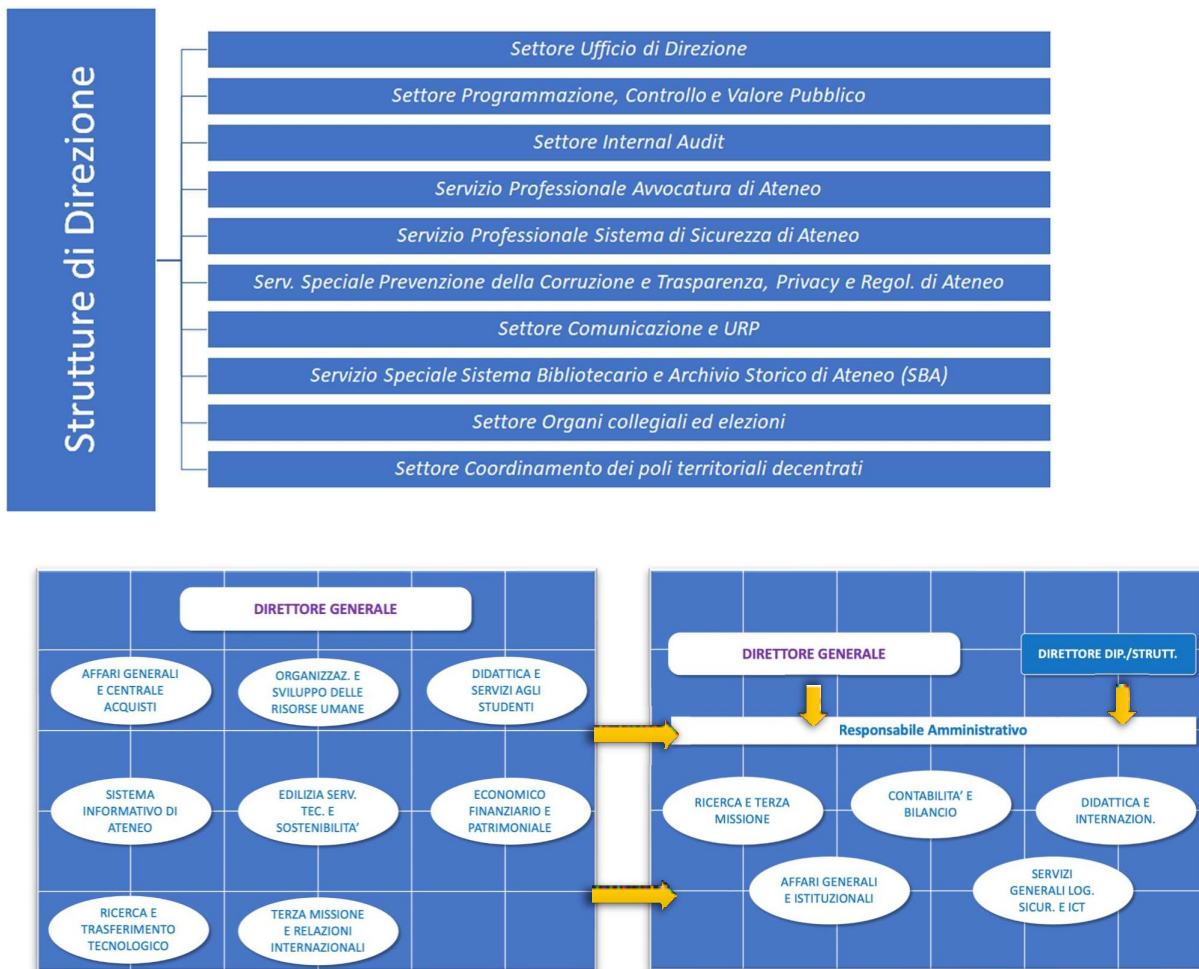 Strutture di Direzione
Settore Ufficio di Direzione
Settore Programmazione, Controllo e Valore Pubblico
Settore Internal Audit
Servizio Professionale Avvocatura di Ateneo
Servizio Professionale Sistema di Sicurezza di Ateneo
Serv. Speciale Prevenzione della Corruzione e Trasparenza, Privacy e Regol. di Ateneo
Settore Comunicazione e URP
Servizio Speciale Sistema Bibliotecario e Archivio Storico di Ateneo (SBA)
Settore Organi collegiali ed elezioni
Settore Coordinamento dei poli territoriali decentrati
DIRETTORE GENERALE
AFFARI GENERALI
E CENTRALE
ACQUISTI
ORGANIZZAZ. E
SVILUPPO DELLE
RISORSE UMANE
DIDATTICA E
SERVIZI AGLI
STUDENTI
SISTEMA
INFORMATIVO DI
ATENEO
EDILIZIA SERV.
TEC. E
SOSTENIBILITA'
ECONOMICO
FINANZIARIO E
PATRIMONIALE
RICERCA E
TRASFERIMENTO
TECNOLOGICO
TERZA MISSIONE
E RELAZIONI
INTERNAZIONALI
DIRETTORE GENERALE
DIRETTORE DIP./STRUTT.
Responsabile Amministrativo
RICERCA E TERZA
MISSIONE
CONTABILITA' E
BILANCIO
DIDATTICA E
INTERNAZION.
AFFARI GENERALI
E ISTITUZIONALI
SERVIZI
GENERALI LOG.
SICUR. E ICT